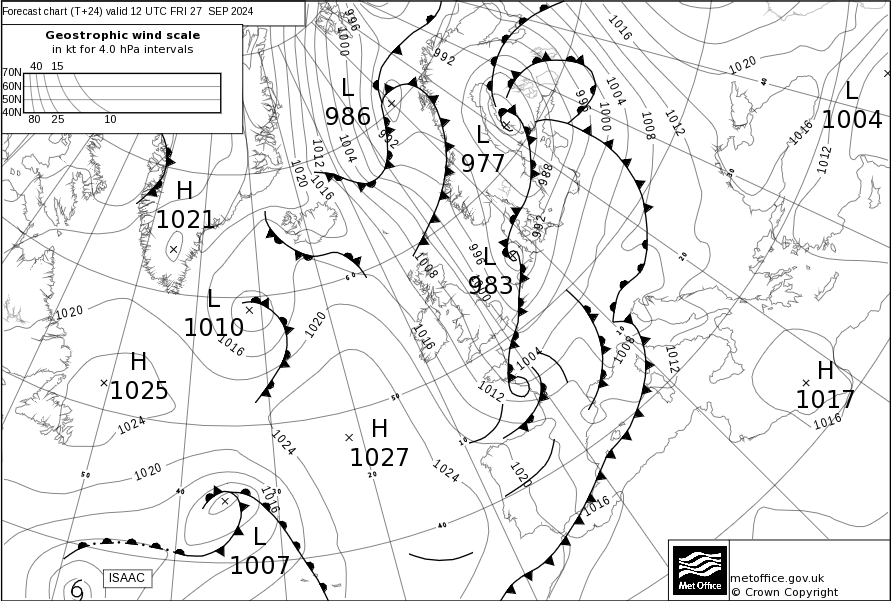 Forecast chart (T+24) valid 12 UTC FRI 27 SEP 2024
Geostrophic wind scale
in kt for 4.0 hPa intervals
40 15
70N
60N
50N
40N
80 25 10
996
1000
992
1016
1020
L
986
L
1004
L
977
1004
1000
1008
1012
1016
1012
992
1004
1012
1020
1016
988
H
1021
992
996
L
983
1008
60
20
30
40
L
1010
1020
1020
1016
1016
10
1008
1012
1004
H
1025
1012
H
1017
1016
50
1024
H
1027
1024
1024
10
20
1020
1020
50
40
30
1016
1016
40
L
1007
ISAAC
Met Office
metoffice.gov.uk
© Crown Copyright